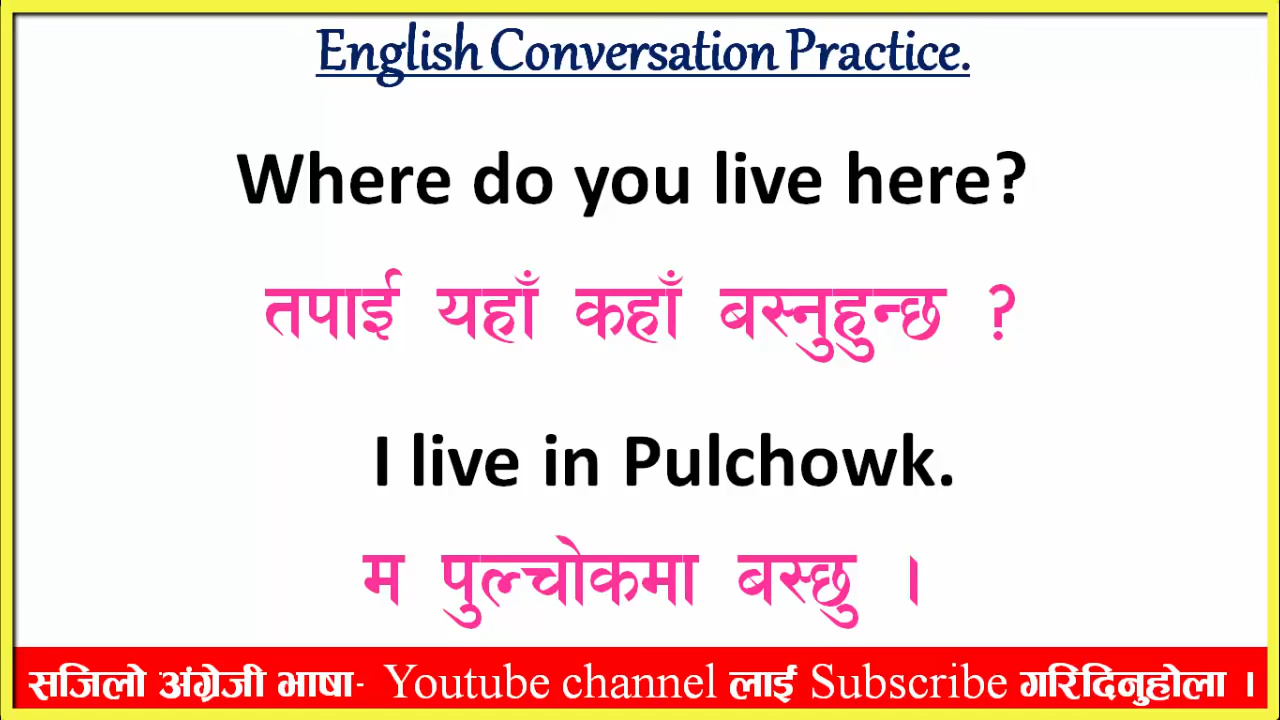 English Conversation Practice.
Where do you live here?
तपाई यहाँ कहाँ बस्नुहुन्छ ?
I live in Pulchowk.
म पुल्चोकमा बस्छु ।
सजिलो अंग्रेजी भाषा- Youtube channel लाई Subscribe गरिदिनुहोला ।